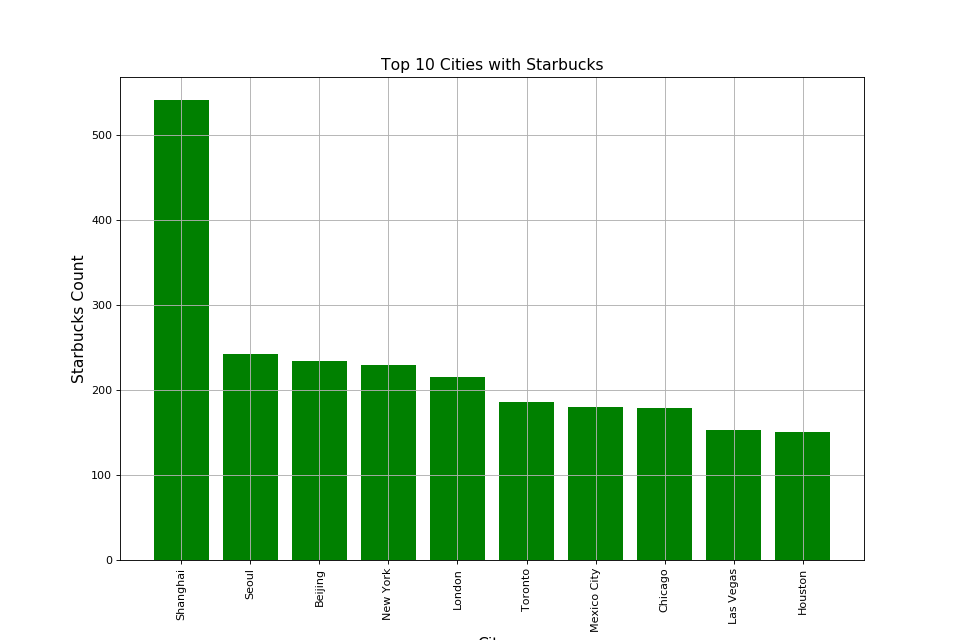 Top 10 Cities with Starbucks
Starbucks Count
500
400
300
200
100
0
Shanghai
Seoul
Beijing
New York
London
Toronto
Mexico City
Chicago
Las Vegas
Houston